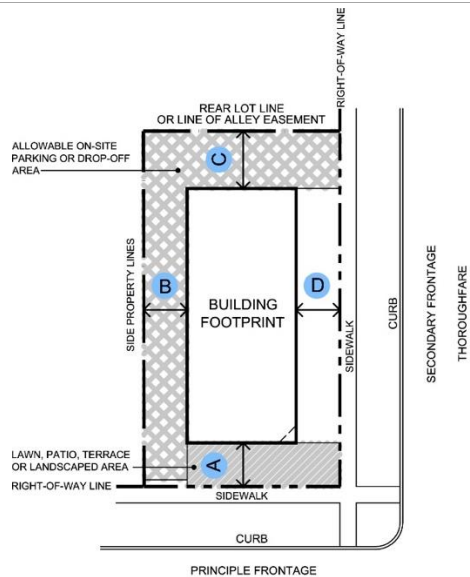 RIGHT-OF-WAY LINE
REAR LOT LINE
OR LINE OF ALLEY EASEMENT
ALLOWABLE ON-SITE
PARKING OR DROP-OFF
AREA
C
SIDE PROPERTY LINES
B
BUILDING
FOOTPRINT
D
SIDEWALK
CURB
SECONDARY FRONTAGE
THOROUGHFARE
LAWN, PATIO, TERRACE
OR LANDSCAPED AREA
A
RIGHT-OF-WAY LINE
SIDEWALK
CURB
PRINCIPLE FRONTAGE